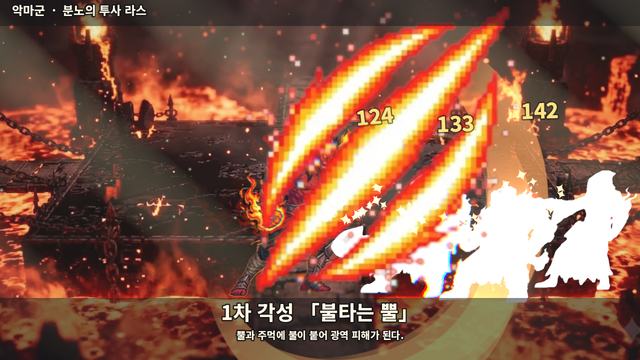 악마군 · 분노의 투사 라스
124
133
142
1차 각성 「불타는 뿔」
뿔과 주먹에 불이 붙어 광역 피해가 된다.